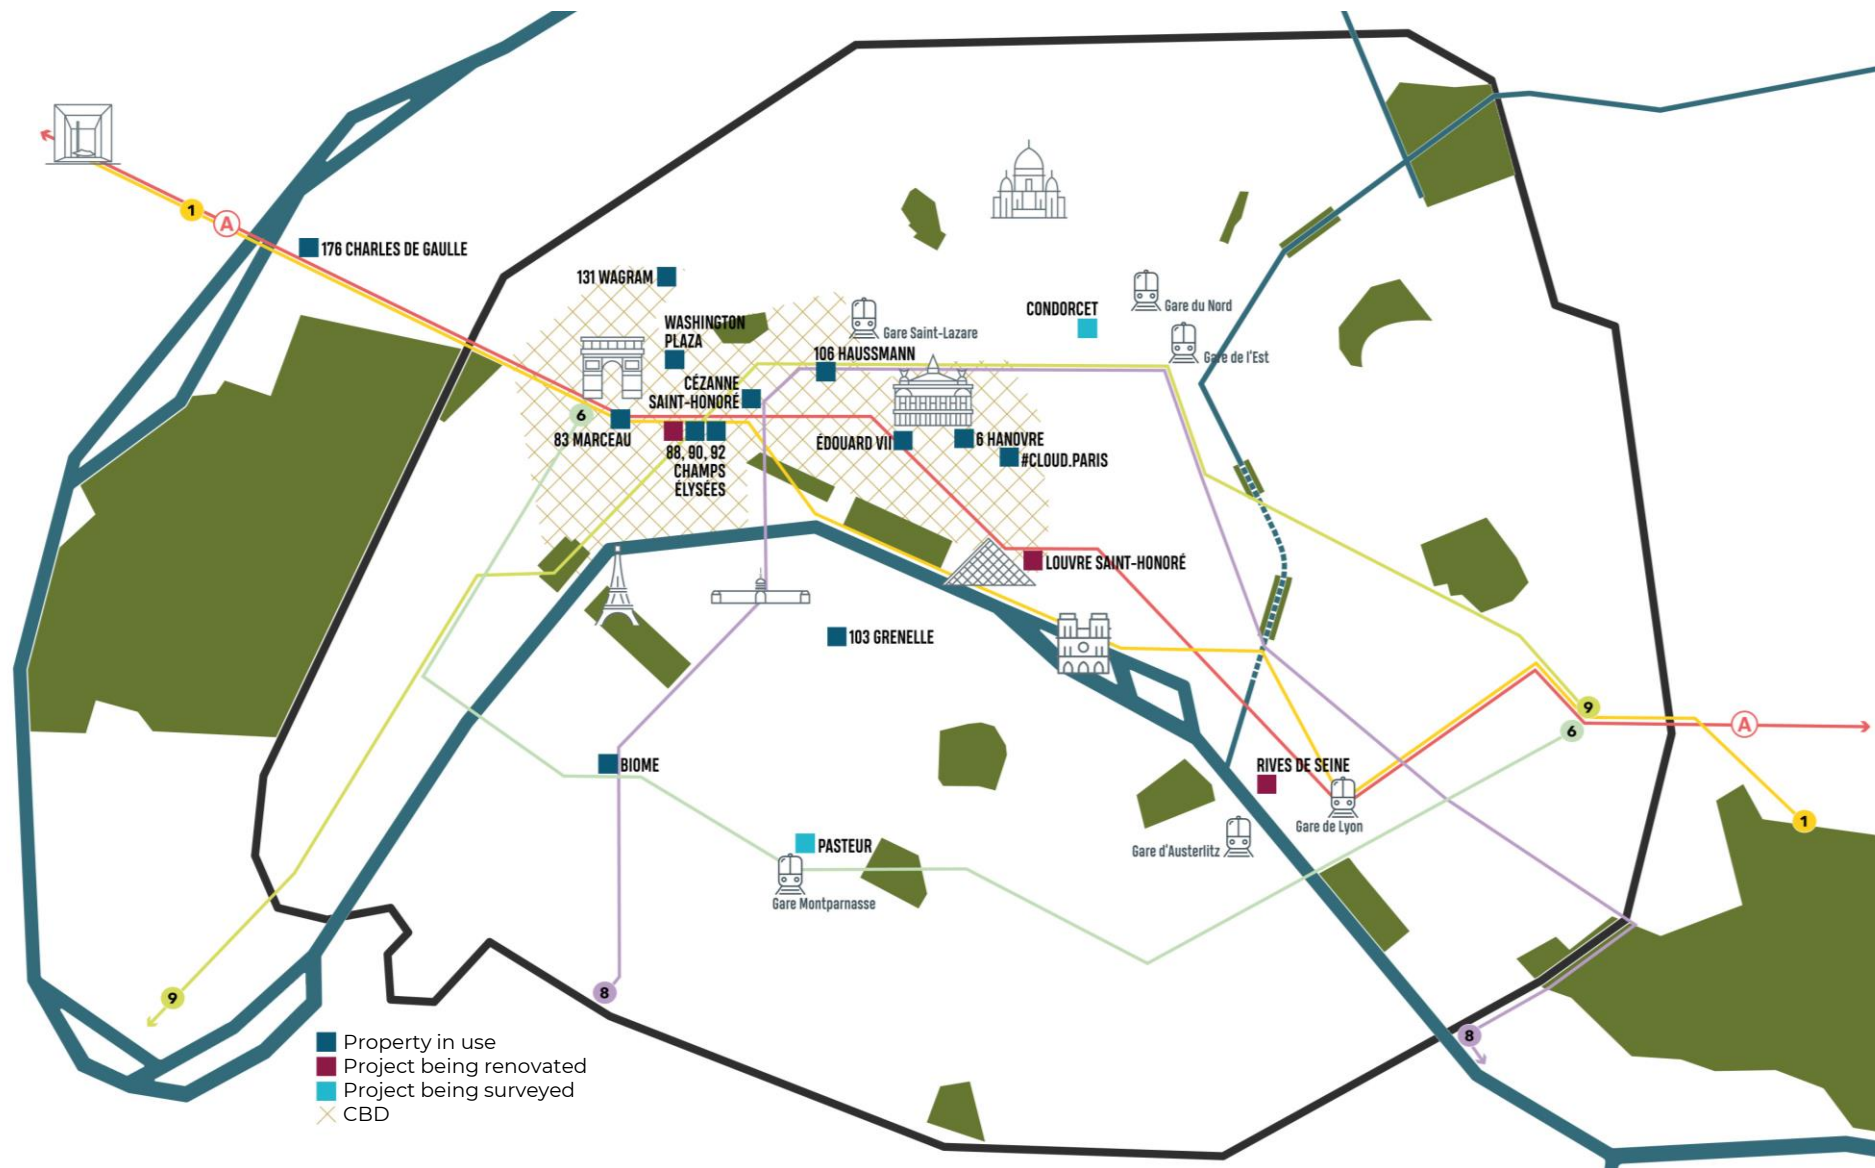 1
A
176 CHARLES DE GAULLE
131 WAGRAM
WASHINGTON
PLAZA
Gare Saint-Lazare
CONDORCET
Gare du Nord
Gare de l'Est
106 HAUSSMANN
CÉZANNE
SAINT-HONORÉ
6
83 MARCEAU
88, 90, 92
CHAMPS
ÉLYSÉES
ÉDOUARD VII
6 HANOVRE
#CLOUD.PARIS
LOUVRE SAINT-HONORÉ
103 GRENELLE
9
6
A
BIOME
RIVES DE SEINE
Gare de Lyon
1
PASTEUR
Gare d'Austerlitz
Gare Montparnasse
9
8
8
Property in use
Project being renovated
Project being surveyed
CBD